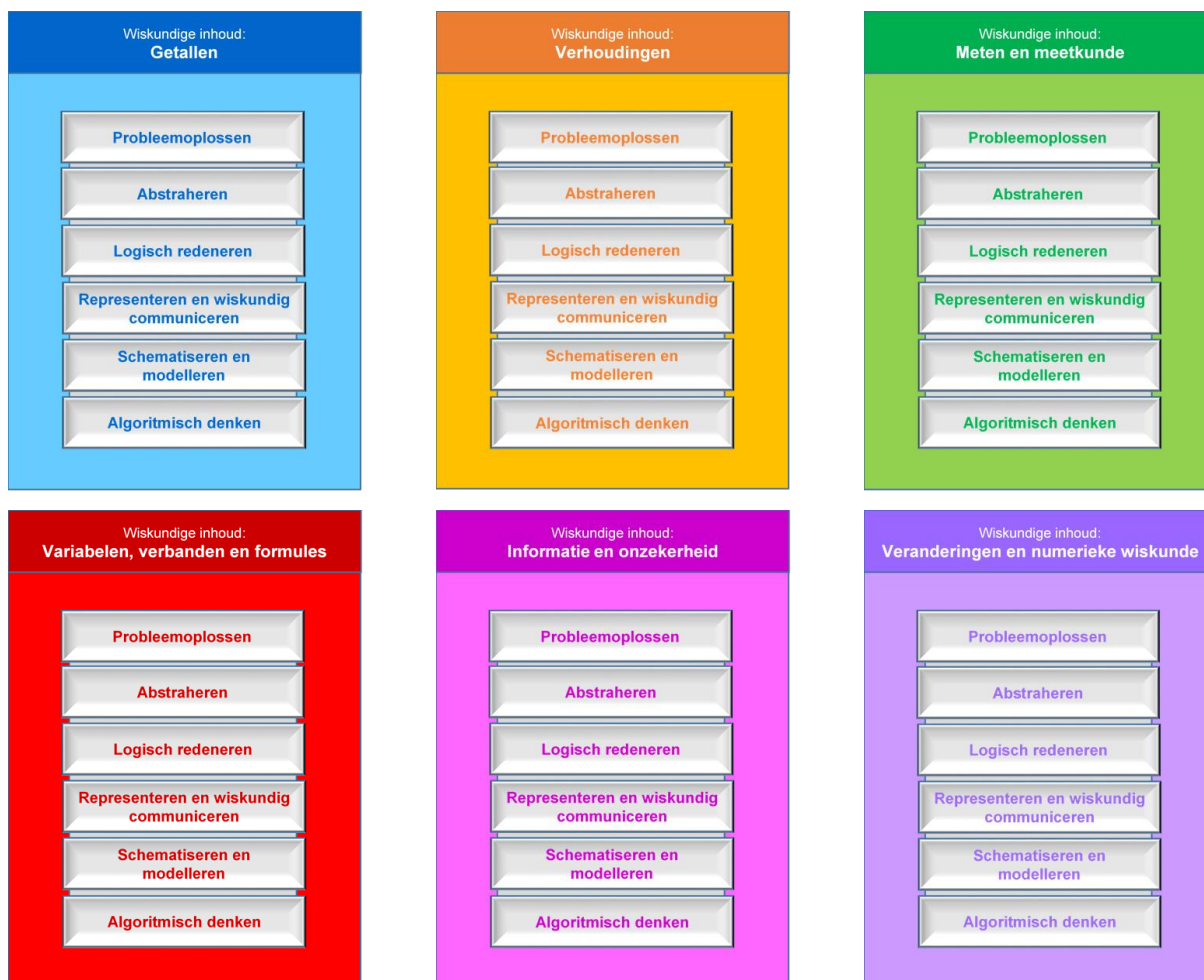 Wiskundige inhoud:
Getallen
Probleemoplossen
Abstraheren
Logisch redeneren
Representeren en wiskundig
communiceren
Schematiseren en
modelleren
Algoritmisch denken
Wiskundige inhoud:
Verhoudingen
Probleemoplossen
Abstraheren
Logisch redeneren
Representeren en wiskundig
communiceren
Schematiseren en
modelleren
Algoritmisch denken
Wiskundige inhoud:
Meten en meetkunde
Probleemoplossen
Abstraheren
Logisch redeneren
Representeren en wiskundig
communiceren
Schematiseren en
modelleren
Algoritmisch denken
Wiskundige inhoud:
Variabelen, verbanden en formules
Probleemoplossen
Abstraheren
Logisch redeneren
Representeren en wiskundig
communiceren
Schematiseren en
modelleren
Algoritmisch denken
Wiskundige inhoud:
Informatie en onzekerheid
Probleemoplossen
Abstraheren
Logisch redeneren
Representeren en wiskundig
communiceren
Schematiseren en
modelleren
Algoritmisch denken
Wiskundige inhoud:
Veranderingen en numerieke wiskunde
Probleemoplossen
Abstraheren
Logisch redeneren
Representeren en wiskundig
communiceren
Schematiseren en
modelleren
Algoritmisch denken